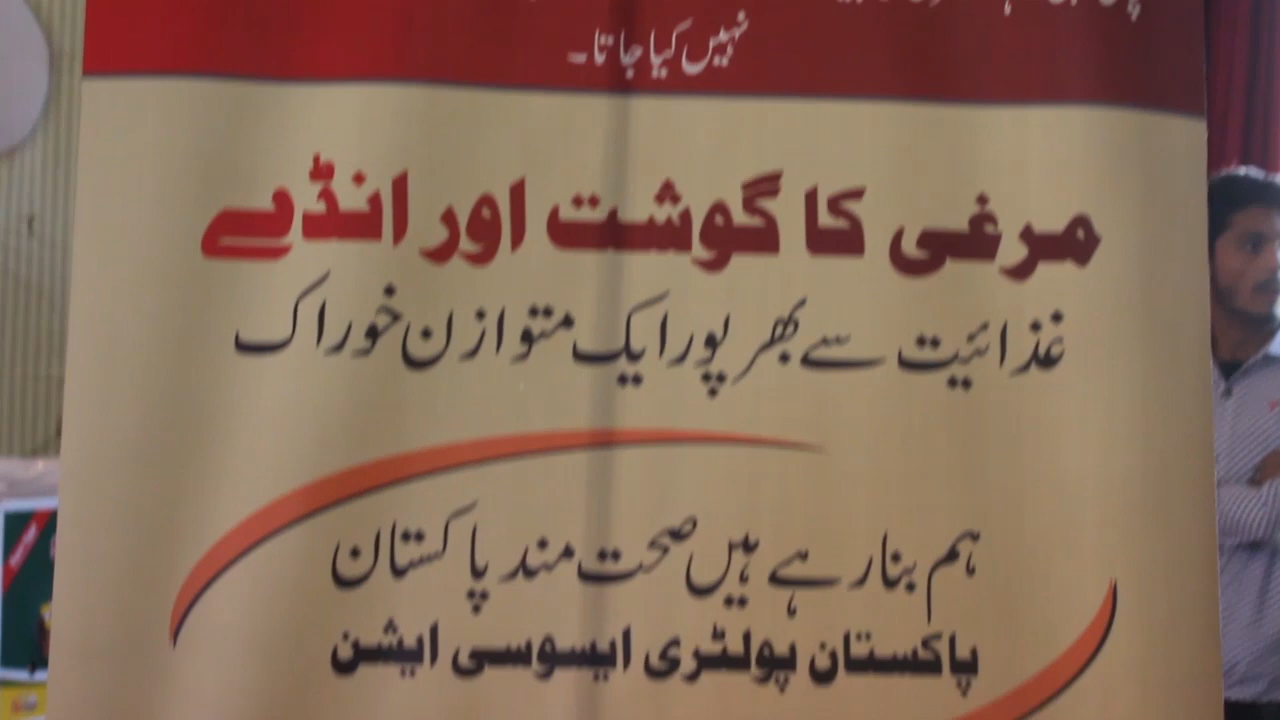 نہیں کیا جاتا۔
مرغی کا گوشت اور انڈے
غذائیت سے بھرپور ایک متوازن خوراک
ہم بنا رہے ہیں صحت مند پاکستان
پاکستان پولٹری ایسوسی ایشن